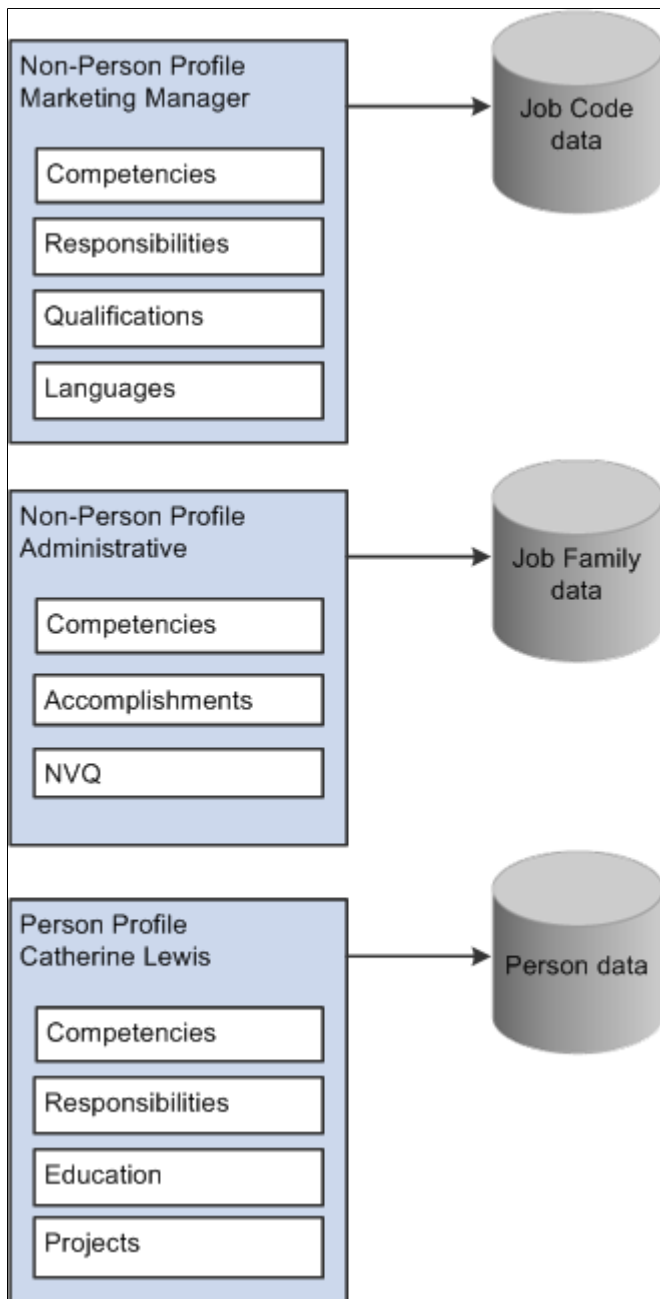 Non-Person Profile
Marketing Manager
Competencies
Responsibilities
Qualifications
Languages
Job Code
data
Non-Person Profile
Administrative
Competencies
Accomplishments
NVQ
Job Family
data
Person Profile
Catherine Lewis
Competencies
Responsibilities
Education
Projects
Person data